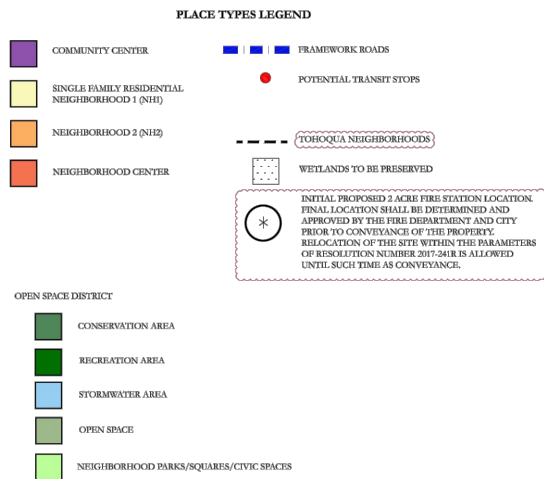 PLACE TYPES LEGEND
COMMUNITY CENTER
SINGLE FAMILY RESIDENTIAL
NEIGHBORHOOD 1 (NH1)
NEIGHBORHOOD 2 (NH2)
NEIGHBORHOOD CENTER
FRAMEWORK ROADS
POTENTIAL TRANSIT STOPS
TOHOQUA NEIGHBORHOODS
WETLANDS TO BE PRESERVED
INITIAL PROPOSED 2 ACRE FIRE STATION LOCATION.
FINAL LOCATION SHALL BE DETERMINED AND
APPROVED BY THE FIRE DEPARTMENT AND CITY
PRIOR TO CONVEYANCE OF THE PROPERTY.
RELOCATION OF THE SITE WITHIN THE PARAMETERS
OF RESOLUTION NUMBER 2017-241R IS ALLOWED
UNTIL SUCH TIME AS CONVEYANCE.
OPEN SPACE DISTRICT
CONSERVATION AREA
RECREATION AREA
STORMWATER AREA
OPEN SPACE
NEIGHBORHOOD PARKS/SQUARES/CIVIC SPACES